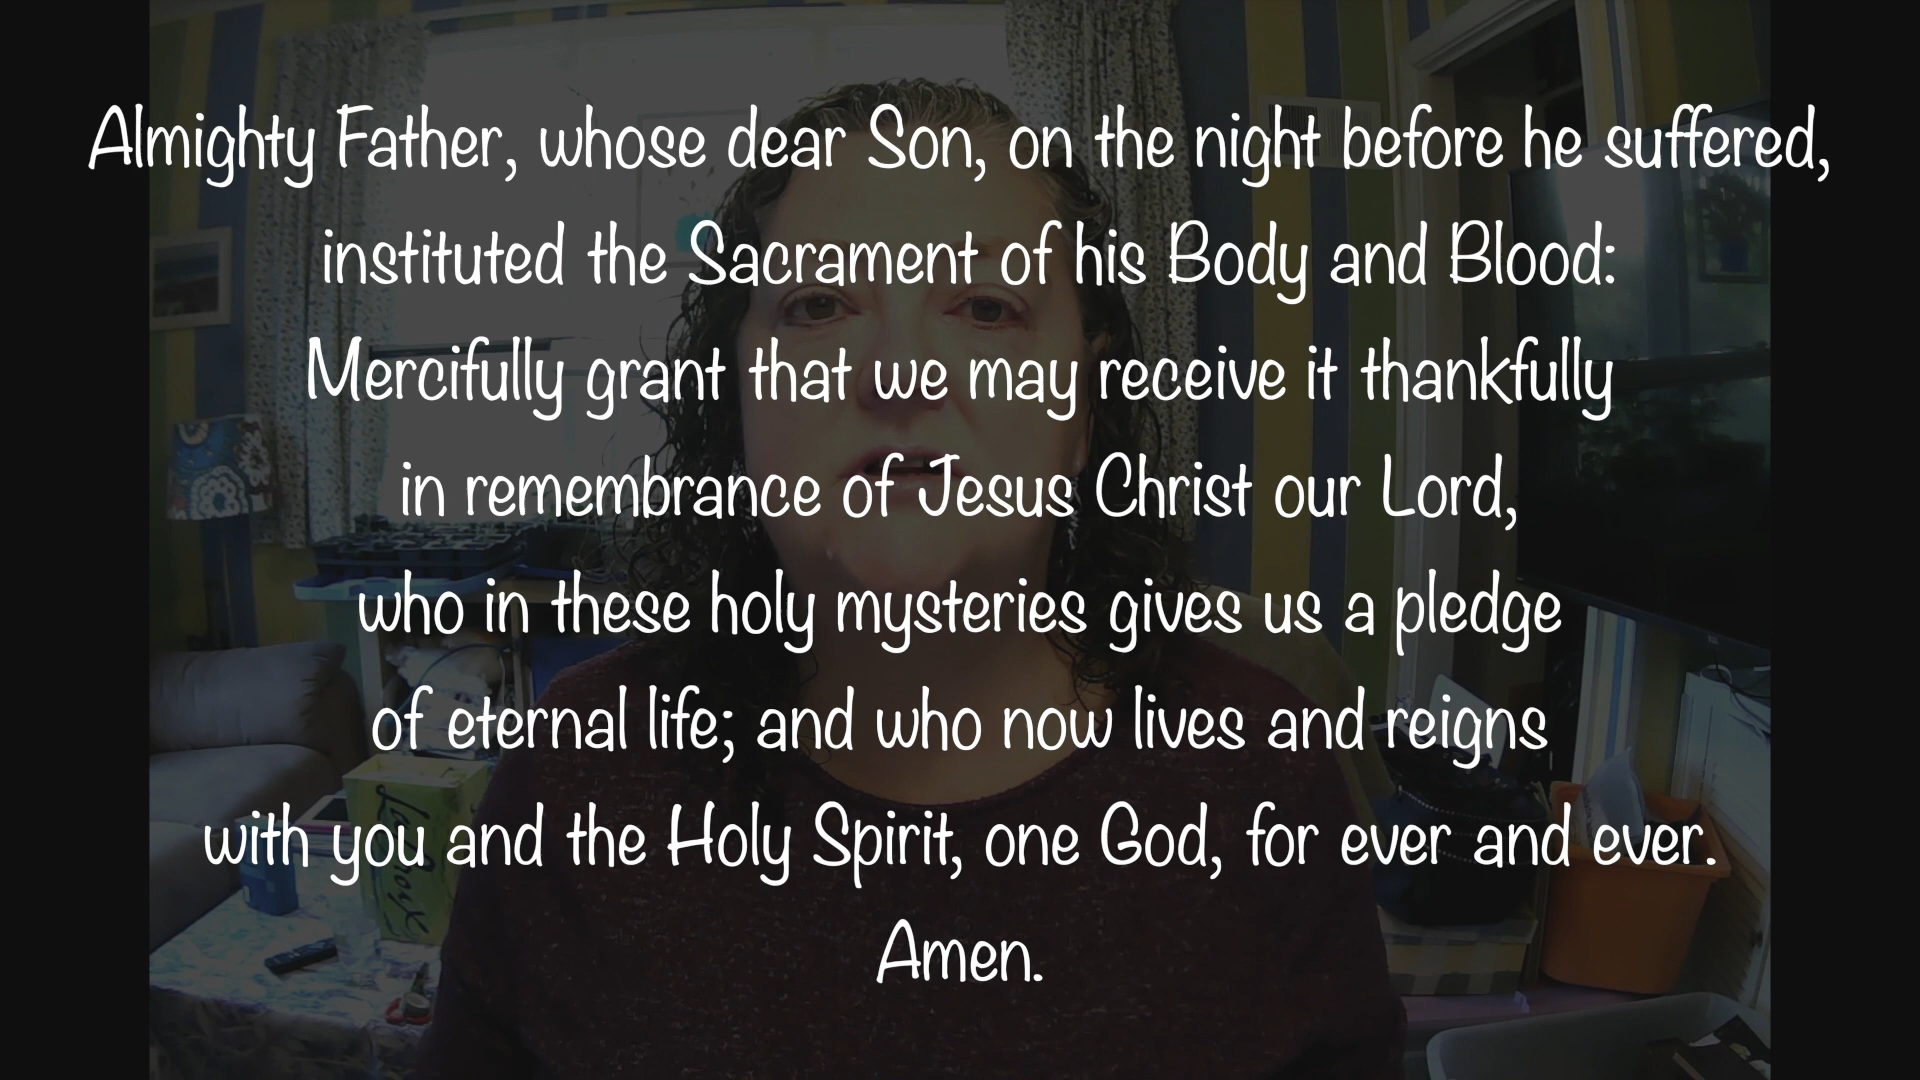 Almighty Father, whose dear Son, on the night before he suffered,
instituted the Sacrament of his Body and Blood:
Mercifully grant that we may receive it thankfully
in remembrance of Jesus Christ our Lord,
who in these holy mysteries gives us a pledge
of eternal life; and who now lives and reigns
with you and the Holy Spirit, one God, for ever and ever.
Amen.